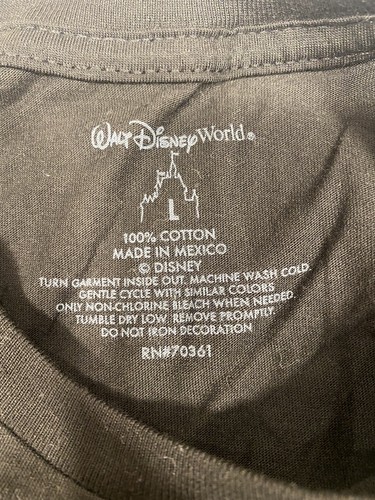 Walt Disney World®
L
100% COTTON
MADE IN MEXICO
© DISNEY
TURN GARMENT INSIDE OUT. MACHINE WASH COLD.
GENTLE CYCLE WITH SIMILAR COLORS
ONLY NON-CHLORINE BLEACH WHEN NEEDED.
TUMBLE DRY LOW. REMOVE PROMPTLY.
DO NOT IRON DECORATION
RN#70361